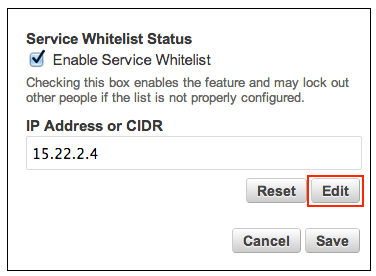 Service Whitelist Status
Enable Service Whitelist
Checking this box enables the feature and may lock out
other people if the list is not properly configured.
IP Address or CIDR
15.22.2.4
Reset Edit
Cancel Save